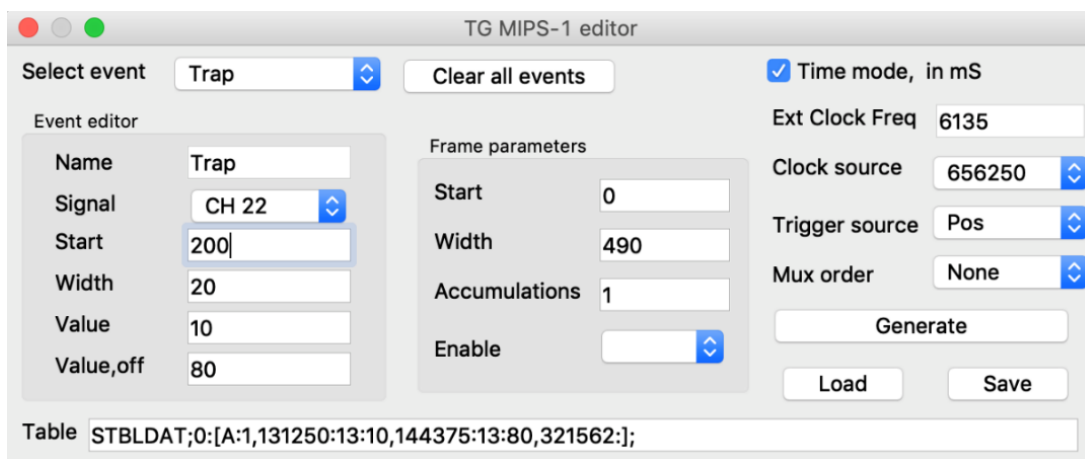 TG MIPS-1 editor
Select event Trap Clear all events Time mode, in mS
Event editor
Name Trap
Signal CH 22
Start 200
Width 20
Value 10
Value,off 80
Frame parameters
Start 0
Width 490
Accumulations 1
Enable
Ext Clock Freq 6135
Clock source 656250
Trigger source Pos
Mux order None
Generate
Load Save
Table STBLDAT;0:[A:1,131250:13:10,144375:13:80,321562:];